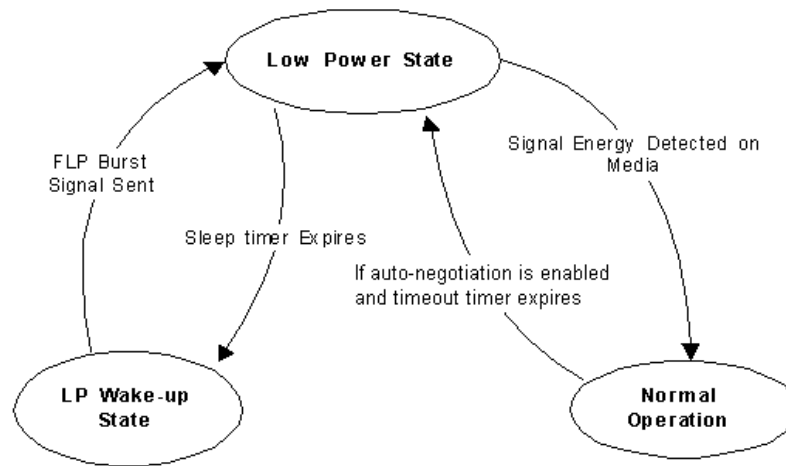 Low Power State
FLP Burst
Signal Sent
Signal Energy Detected on
Media
Sleep timer Expires
If auto-negotiation is enabled
and timeout timer expires
LP Wake-up
State
Normal
Operation